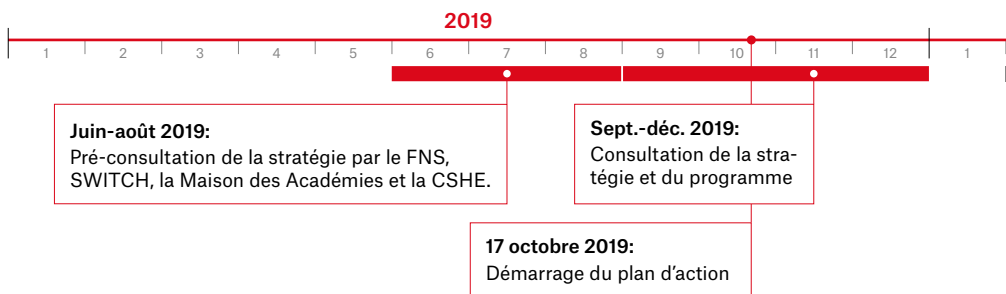 2019
1 2 3 4 5 6 7 8 9 10 11 12 1
Juin-août 2019:
Pré-consultation de la stratégie par le FNS,
SWITCH, la Maison des Académies et la CSHE.
Sept.-déc. 2019:
Consultation de la stra-
tégie et du programme
17 octobre 2019:
Démarrage du plan d’action